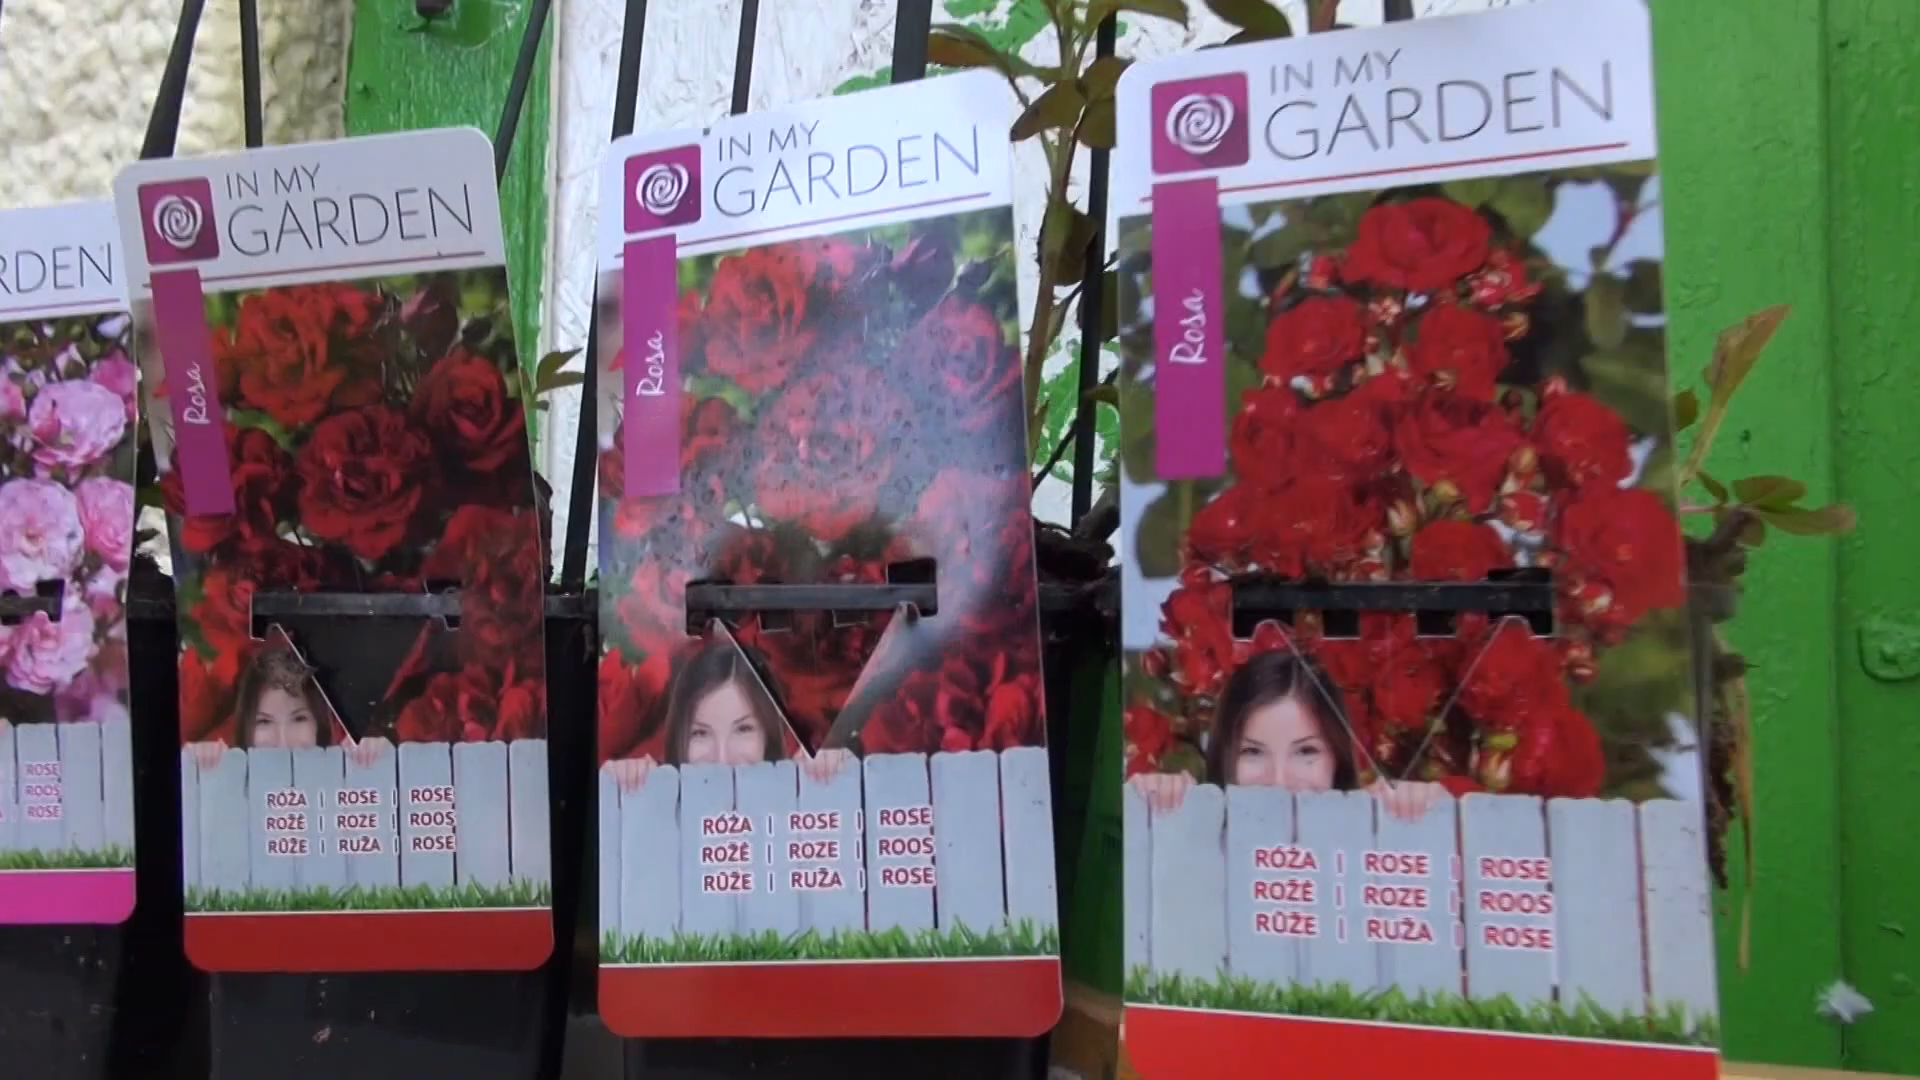 RDEN
ROSE
ROOS
ROSE
IN MY
GARDEN
Rosa
RÓŻA | ROSE | ROSE
ROŽĖ | ROZE | ROOS
RŮŽE | RUŽA | ROSE
IN MY
GARDEN
Rosa
RÓŻA | ROSE | ROSE
ROŽĖ | ROZE | ROOS
RŮŽE | RUŽA | ROSE
IN MY
GARDEN
Rosa
RÓŻA | ROSE | ROSE
ROŽĖ | ROZE | ROOS
RŮŽE | RUŽA | ROSE